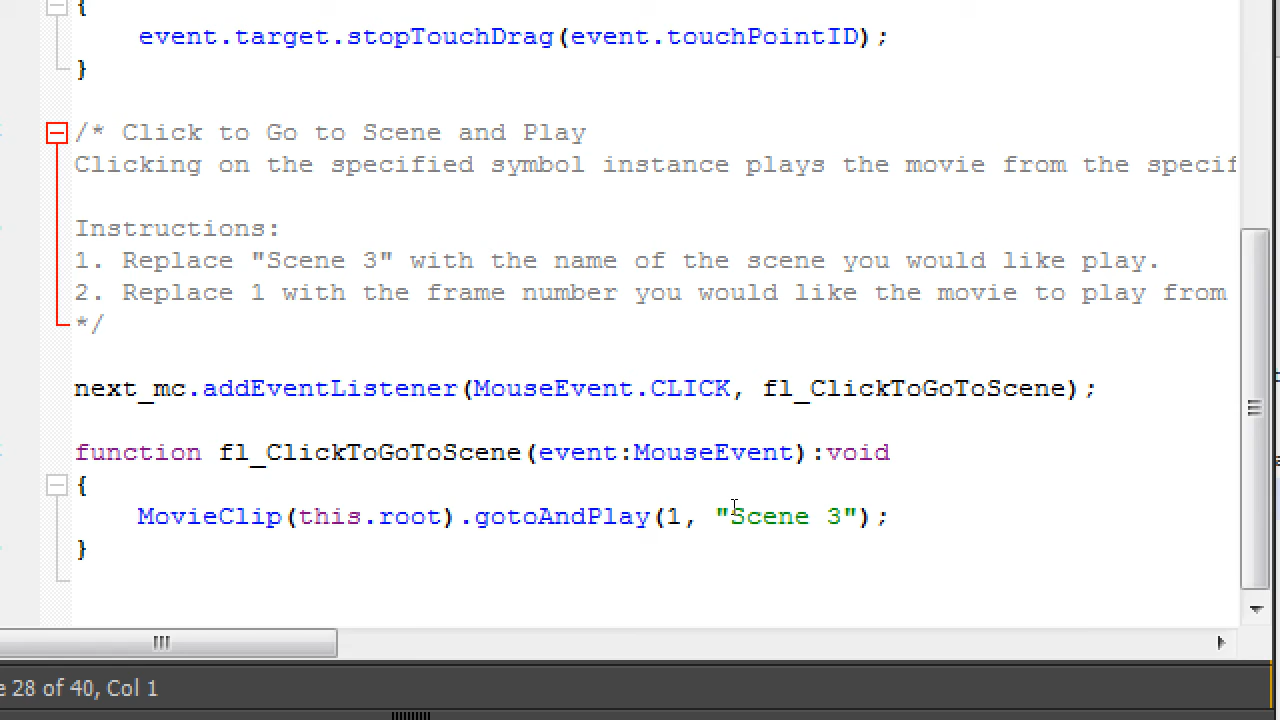 {
event.target.stopTouchDrag(event.touchPointID);
}
/* Click to Go to Scene and Play
Clicking on the specified symbol instance plays the movie from the specif
Instructions:
1. Replace "Scene 3" with the name of the scene you would like play.
2. Replace 1 with the frame number you would like the movie to play from
*/
next_mc.addEventListener(MouseEvent.CLICK, fl_ClickToGoToScene);
function fl_ClickToGoToScene(event:MouseEvent):void
{
MovieClip(this.root).gotoAndPlay(1, "Scene 3");
}
e 28 of 40, Col 1